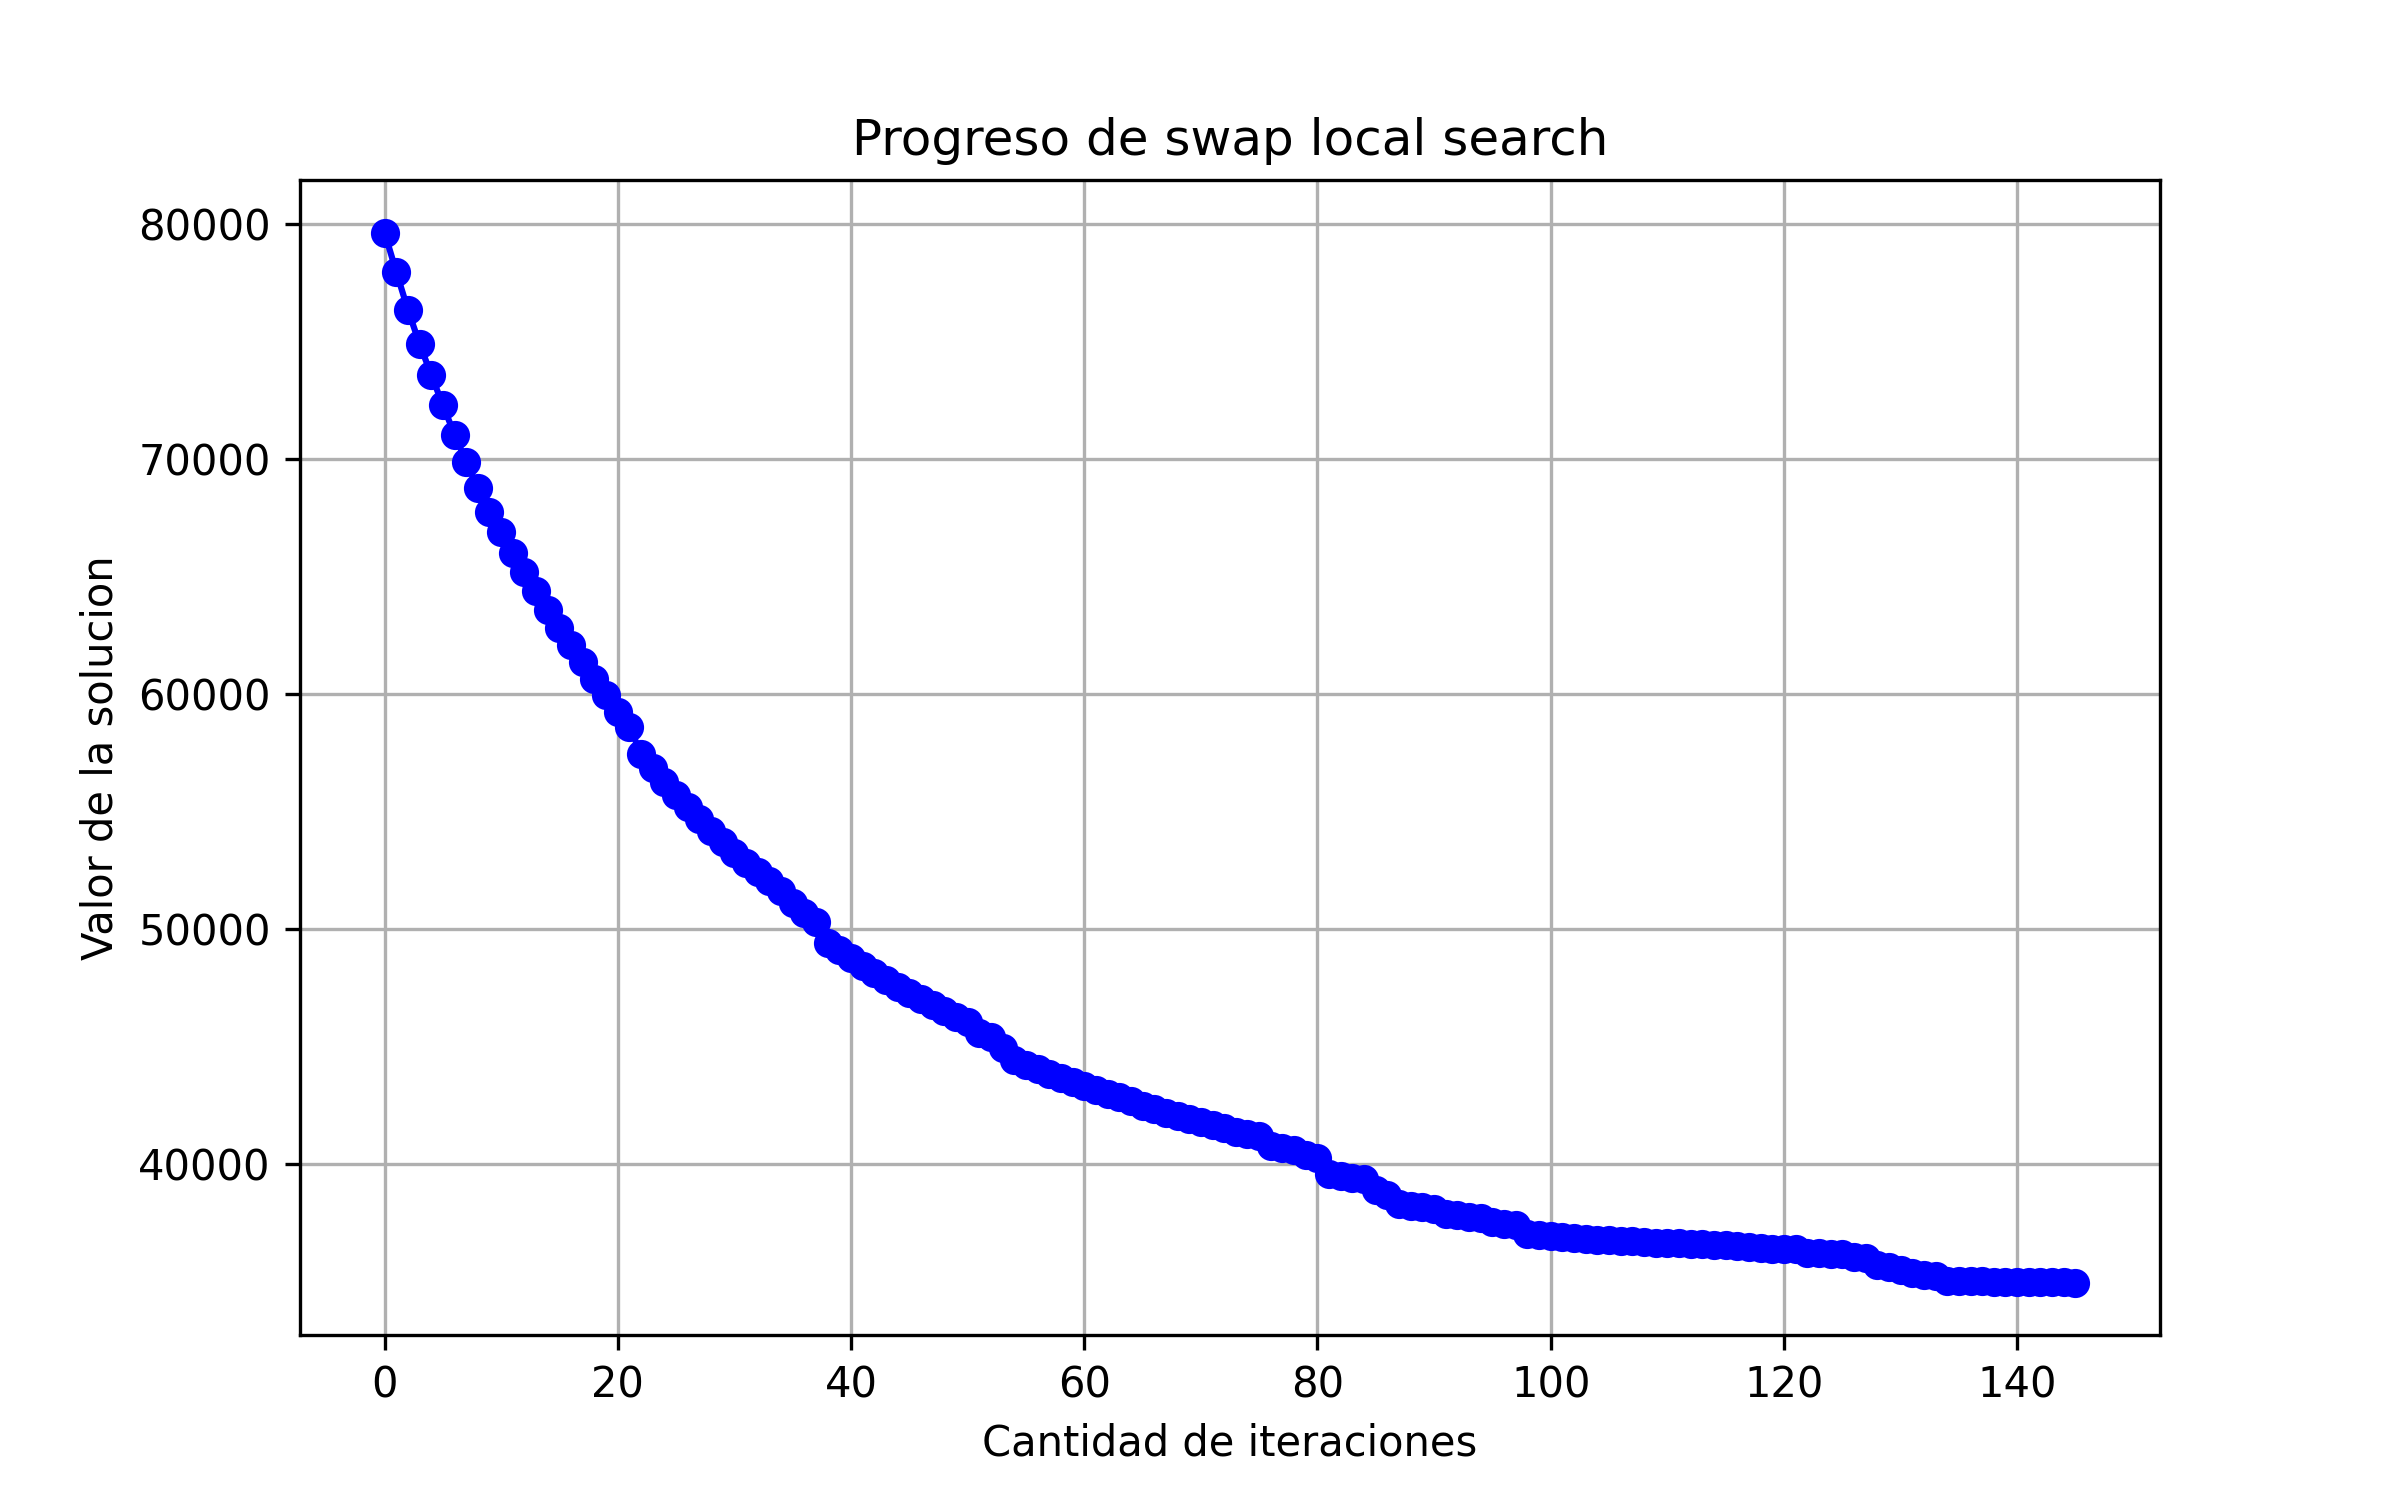 Progreso de swap local search
Valor de la solucion
80000
70000
60000
50000
40000
0 20 40 60 80 100 120 140
Cantidad de iteraciones